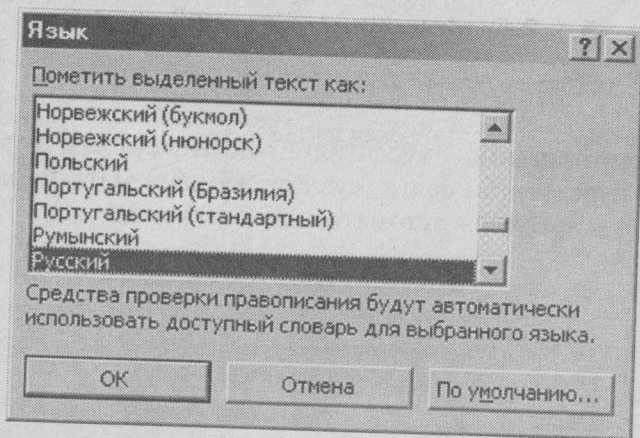 Язык
Пометить выделенный текст как:
Норвежский (букмол)
Норвежский (нюнорск)
Польский
Португальский (Бразилия)
Португальский (стандартный)
Румынский
Русский
Средства проверки правописания будут автоматически
использовать доступный словарь для выбранного языка.
ОК
Отмена
По умолчанию...